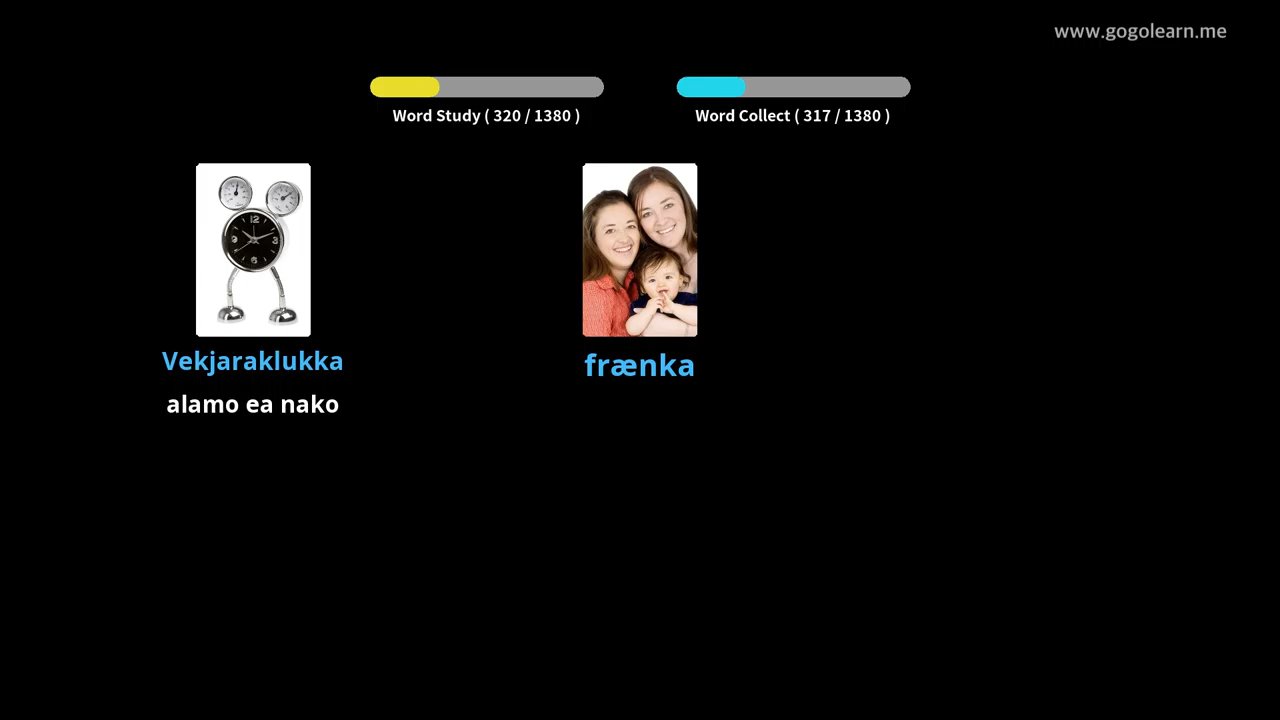 www.gogolearn.me
Word Study ( 320 / 1380 )
Word Collect ( 317 / 1380 )
Vekjaraklukka
alamo ea nako
frænka